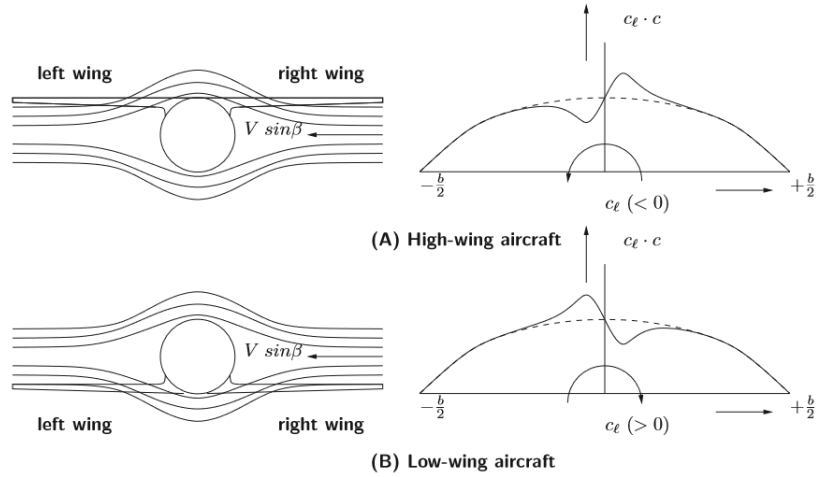 c_ℓ · c
left wing
right wing
V sinβ
−b/2
+b/2
c_ℓ (< 0)
(A) High-wing aircraft
c_ℓ · c
V sinβ
−b/2
+b/2
left wing
right wing
c_ℓ (> 0)
(B) Low-wing aircraft